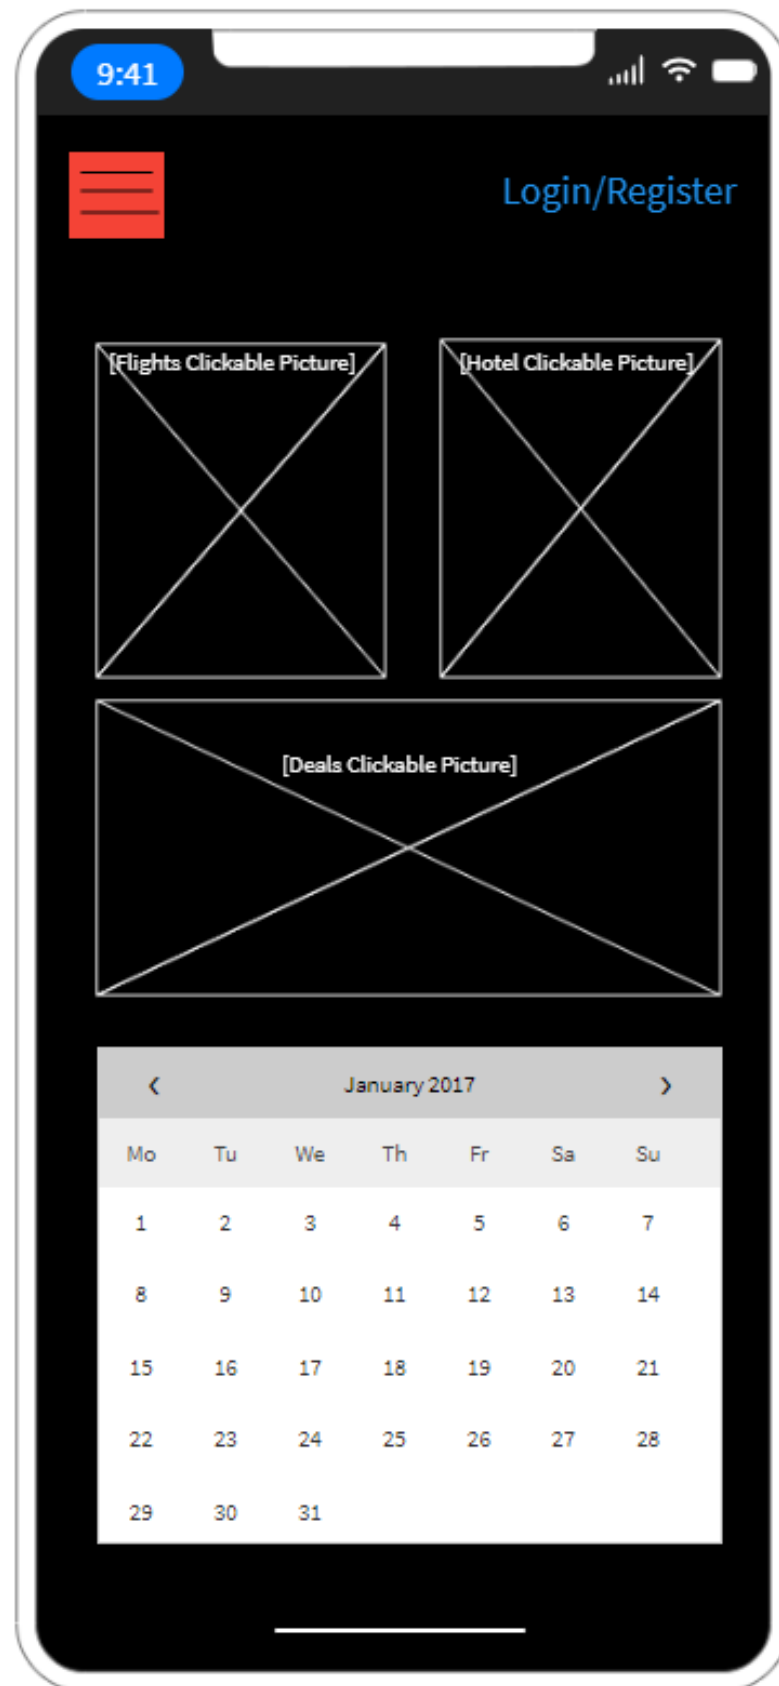 9:41
Login/Register
[Flights Clickable Picture] [Hotel Clickable Picture]
[Deals Clickable Picture]
‹ January 2017 ›
Mo Tu We Th Fr Sa Su
1 2 3 4 5 6 7
8 9 10 11 12 13 14
15 16 17 18 19 20 21
22 23 24 25 26 27 28
29 30 31